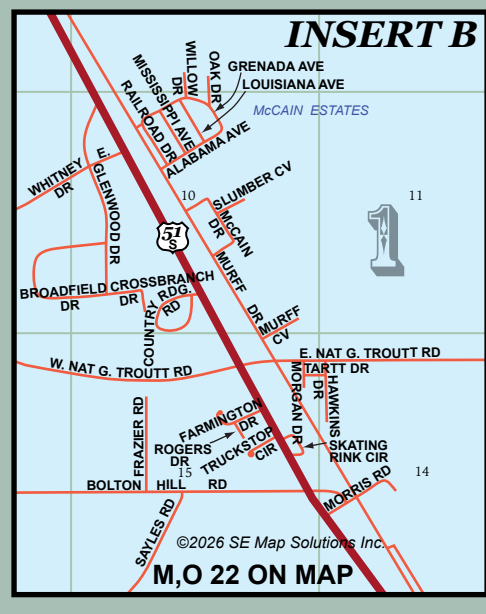 INSERT B
WILLOW DR
OAK DR
GRENADA AVE
LOUISIANA AVE
MISSISSIPPI AVE
RAILROAD DR
McCAIN ESTATES
ALABAMA AVE
E. GLENWOOD DR
WHITNEY DR
10
11
SLUMBER CV
McCAIN DR
1
51
S
MURFF DR
BROADFIELD DR
CROSSBRANCH DR
COUNTRY RDG. RD
MURFF CV
W. NAT G. TROUTT RD
E. NAT G. TROUTT RD
TARTT DR
MORGAN DR
HAWKINS DR
FRAZIER RD
FARMINGTON DR
ROGERS DR
TRUCKSTOP CIR
SKATING RINK CIR
15
14
BOLTON HILL RD
MORRIS RD
SAYLES RD
©2026 SE Map Solutions Inc.
M,O 22 ON MAP